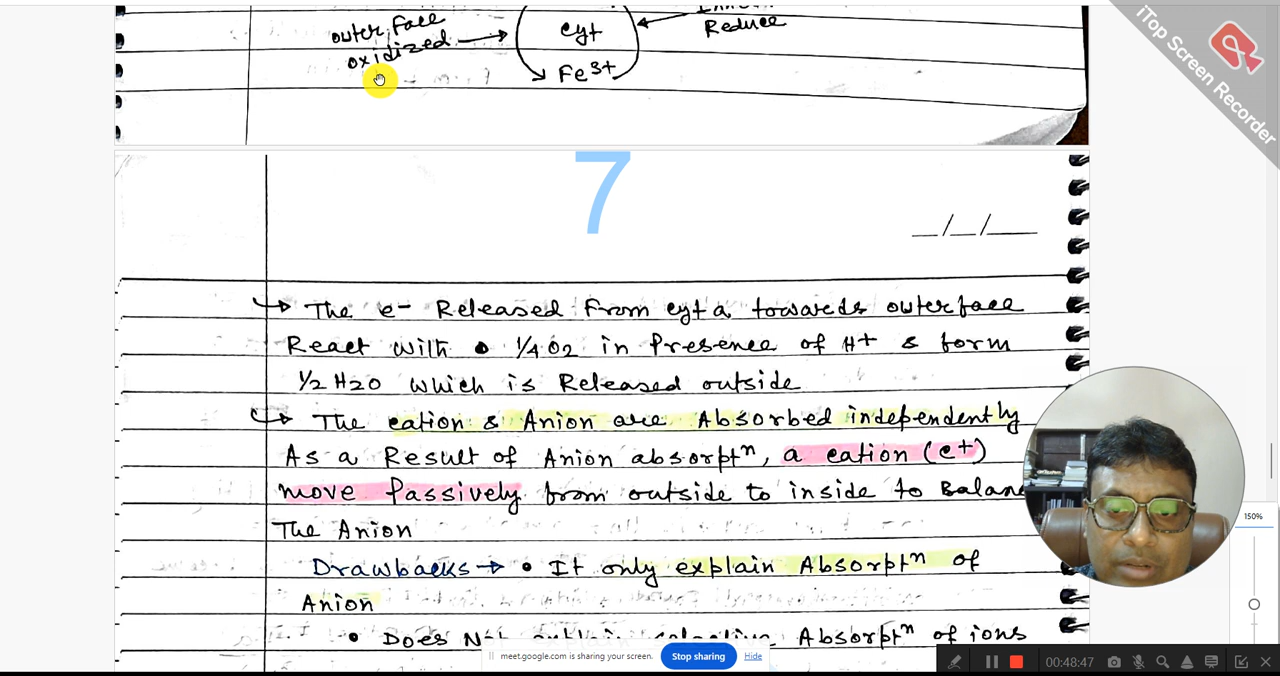 outer face
oxidized
cyt
Fe3+
Reduce
iTop Screen Recorder
7
__/__/____
The e- Released from cyt a towards outerface
React with 1/4 O2 in Presence of H+ & form
1/2 H2O which is Released outside
The cation & Anion are Absorbed independently
As a Result of Anion absorptn, a cation (c+)
move Passively from outside to inside to Balan
The Anion
Drawbacks → • It only explain Absorptn of
Anion
• Does Absorptn of ions
150%
meet.google.com is sharing your screen.
Stop sharing
Hide
00:48:47